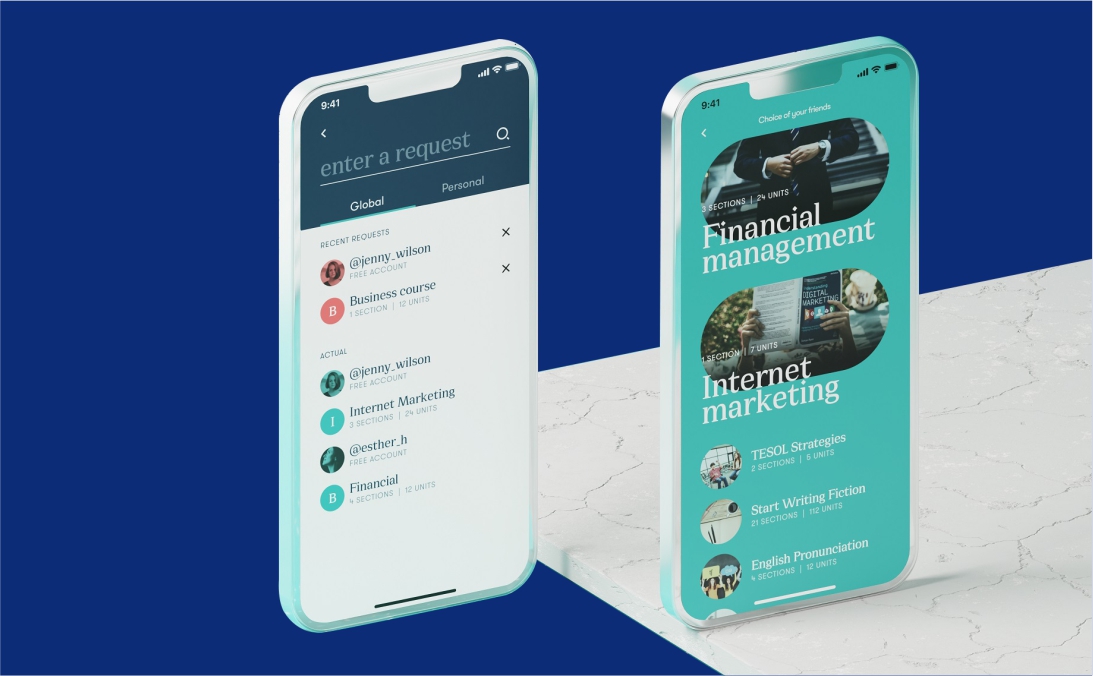 9:41
enter a request
Global
Personal
RECENT REQUESTS
@jenny_wilson
FREE ACCOUNT
B
Business course
1 SECTION | 12 UNITS
ACTUAL
@jenny_wilson
FREE ACCOUNT
I
Internet Marketing
3 SECTIONS | 24 UNITS
@esther_h
FREE ACCOUNT
B
Financial
4 SECTIONS | 12 UNITS
9:41
Choice of your friends
3 SECTIONS | 24 UNITS
Financial
management
DIGITAL
MARKETING
1 SECTION | 7 UNITS
Internet
marketing
TESOL Strategies
2 SECTIONS | 6 UNITS
Start Writing Fiction
21 SECTIONS | 112 UNITS
English Pronunciation
4 SECTIONS | 12 UNITS